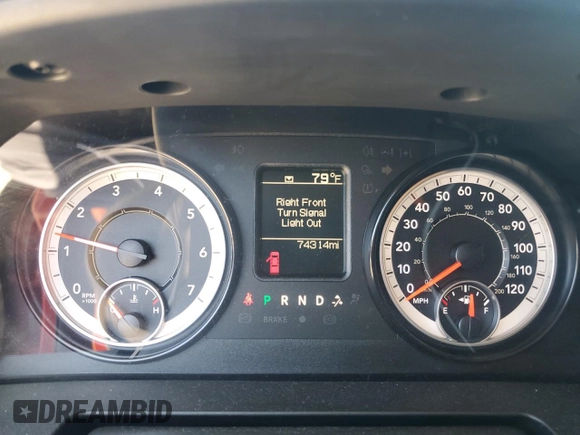 79°F
Right Front
Turn Signal
Light Out
74314mi
0 1 2 3 4 5 6 7
RPM
x1000
C H
P R N D
BRAKE
0 10 20 30 40 50 60 70 80 90 100 110 120
MPH
E F
DREAMBID